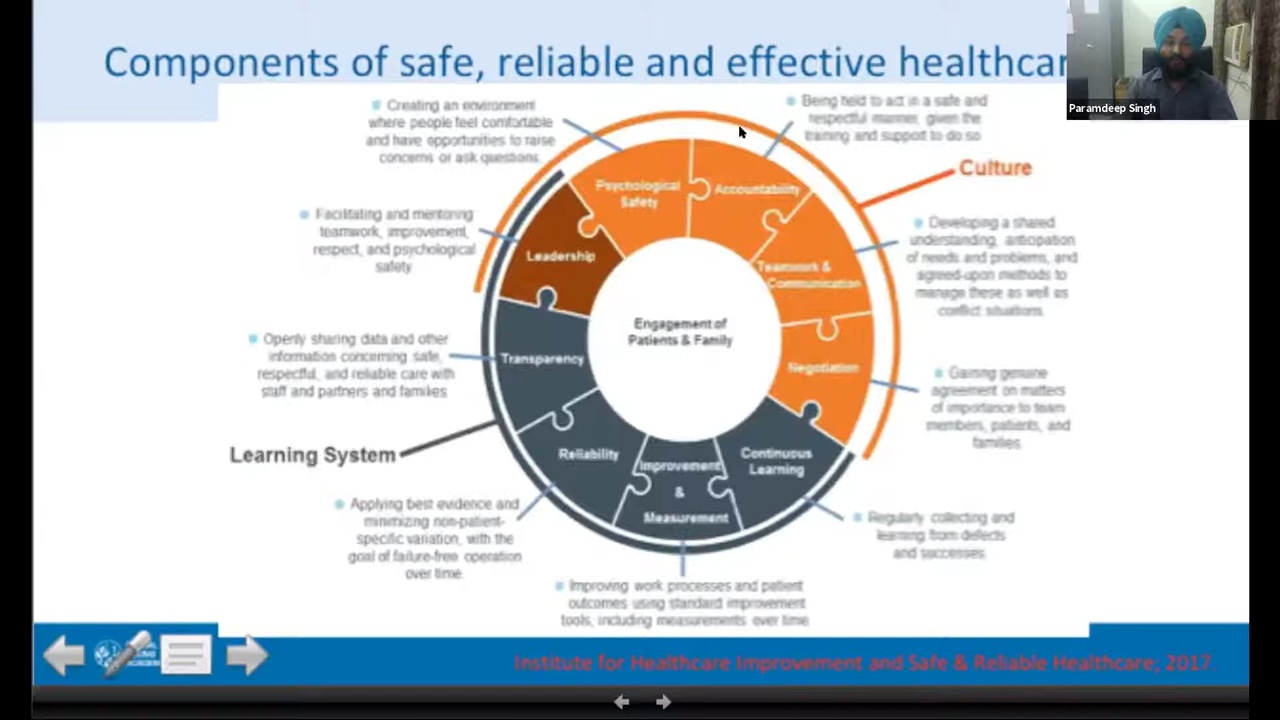 Components of safe, reliable and effective healthcar
Paramdeep Singh
Creating an environment
where people feel comfortable
and have opportunities to raise
concerns or ask questions.
Being held to act in a safe and
respectful manner, given the
training and support to do so
Culture
Psychological
Safety
Accountability
Facilitating and mentoring
teamwork, improvement,
respect, and psychological
safety
Leadership
Teamwork &
Communication
Developing a shared
understanding, anticipation
of needs and problems, and
agreed-upon methods to
manage these as well as
conflict situations.
Engagement of
Patients & Family
Openly sharing data and other
information concerning safe,
respectful, and reliable care with
staff and partners and families
Transparency
Negotiation
Gaining genuine
agreement on matters
of importance to team
members, patients, and
families.
Learning System
Reliability
Improvement
&
Measurement
Continuous
Learning
Applying best evidence and
minimizing non-patient-
specific variation, with the
goal of failure-free operation
over time.
Regularly collecting and
learning from defects
and successes.
Improving work processes and patient
outcomes using standard improvement
tools, including measurements over time
Institute for Healthcare Improvement and Safe & Reliable Healthcare, 2017.